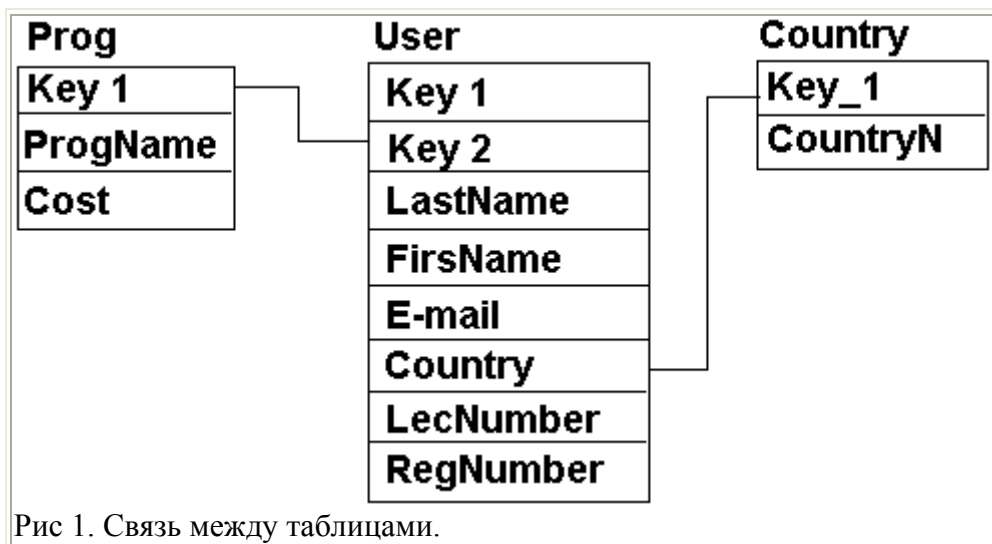 Prog
Key 1
ProgName
Cost
User
Key 1
Key 2
LastName
FirsName
E-mail
Country
LecNumber
RegNumber
Country
Key_1
CountryN
Рис 1. Связь между таблицами.